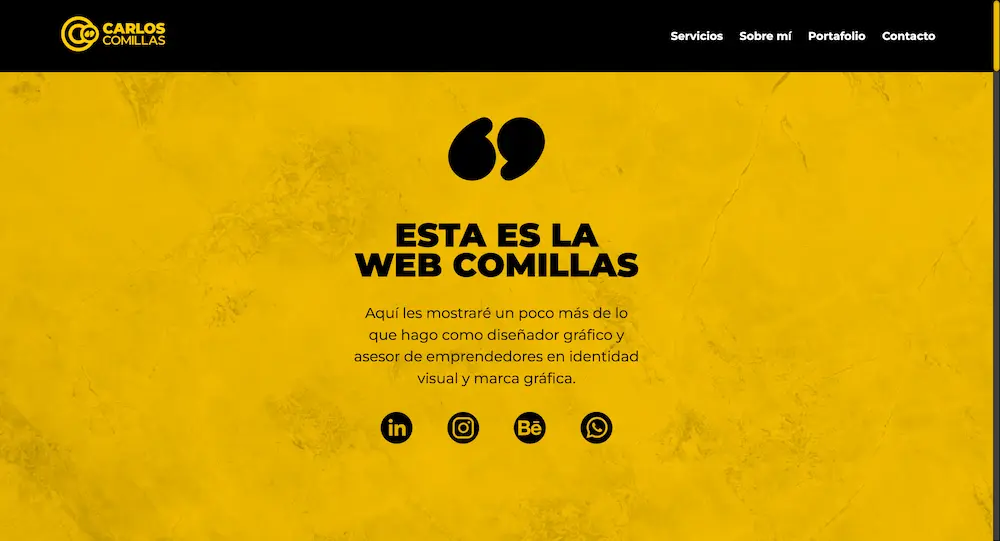 CARLOS
COMILLAS
Servicios Sobre mí Portafolio Contacto
ESTA ES LA
WEB COMILLAS
Aquí les mostraré un poco más de lo
que hago como diseñador gráfico y
asesor de emprendedores en identidad
visual y marca gráfica.
in
Bē